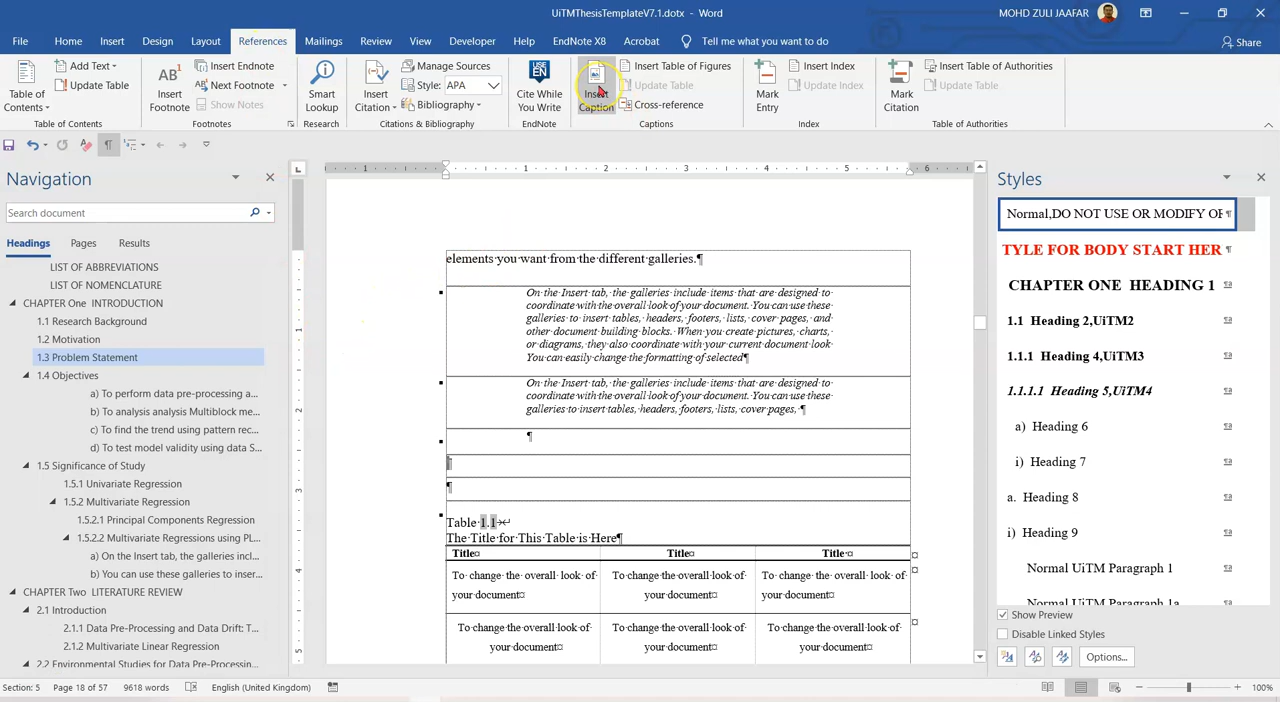 UiTMThesisTemplateV7.1.dotx - Word
MOHD ZULI JAAFAR
File Home Insert Design Layout References Mailings Review View Developer Help EndNote X8 Acrobat Tell me what you want to do
Share
Table of Contents
Add Text
Update Table
Table of Contents
AB1
Insert Footnote
Insert Endnote
Next Footnote
Show Notes
Footnotes
Smart Lookup
Research
Insert Citation
Manage Sources
Style: APA
Bibliography
Citations & Bibliography
USE
EN
Cite While You Write
EndNote
Insert Caption
Insert Table of Figures
Update Table
Cross-reference
Captions
Mark Entry
Insert Index
Update Index
Index
Mark Citation
Insert Table of Authorities
Update Table
Table of Authorities
Navigation
Search document
Headings Pages Results
LIST OF ABBREVIATIONS
LIST OF NOMENCLATURE
CHAPTER One INTRODUCTION
1.1 Research Background
1.2 Motivation
1.3 Problem Statement
1.4 Objectives
a) To perform data pre-processing a...
b) To analysis analysis Multiblock me...
c) To find the trend using pattern rec...
d) To test model validity using data S...
1.5 Significance of Study
1.5.1 Univariate Regression
1.5.2 Multivariate Regression
1.5.2.1 Principal Components Regression
1.5.2.2 Multivariate Regressions using PL...
a) On the Insert tab, the galleries incl...
b) You can use these galleries to inser...
CHAPTER Two LITERATURE REVIEW
2.1 Introduction
2.1.1 Data Pre-Processing and Data Drift: T...
2.1.2 Multivariate Linear Regression
2.2 Environmental Studies for Data Pre-Processin...
1 1 2 3 4 5 6
1
2
3
4
5
elements you want from the different galleries.¶
On the Insert tab, the galleries include items that are designed to
coordinate with the overall look of your document. You can use these
galleries to insert tables, headers, footers, lists, cover pages, and
other document building blocks. When you create pictures, charts,
or diagrams, they also coordinate with your current document look
You can easily change the formatting of selected¶
On the Insert tab, the galleries include items that are designed to
coordinate with the overall look of your document. You can use these
galleries to insert tables, headers, footers, lists, cover pages, ¶
¶
¶
¶
Table 1.1↵
The Title for This Table is Here¶
Title¤ Title¤ Title ¤
To change the overall look of To change the overall look of To change the overall look of
your document¤ your document¤ your document¤
To change the overall look of To change the overall look of To change the overall look of
your document¤ your document¤ your document¤
Styles
Normal,DO NOT USE OR MODIFY OF
TYLE FOR BODY START HER
CHAPTER ONE HEADING 1
1.1 Heading 2,UiTM2
1.1.1 Heading 4,UiTM3
1.1.1.1 Heading 5,UiTM4
a) Heading 6
i) Heading 7
a. Heading 8
i) Heading 9
Normal UiTM Paragraph 1
Normal UiTM Paragraph 1a
Show Preview
Disable Linked Styles
Options...
Section: 5 Page 18 of 57 9618 words English (United Kingdom) 100%